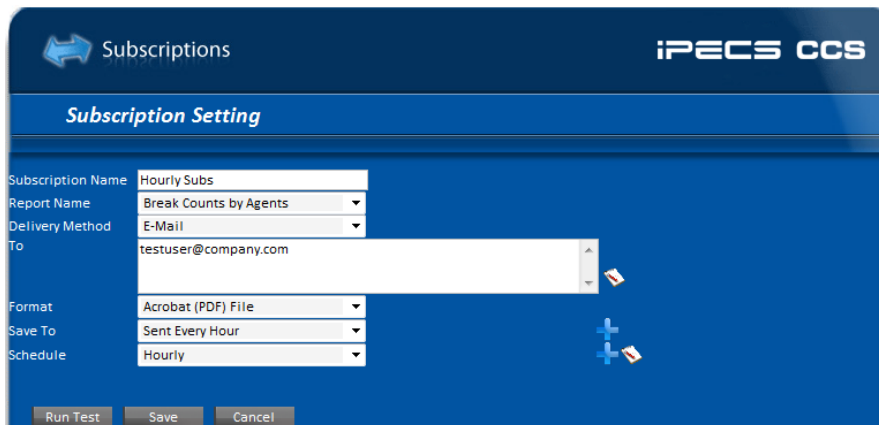 Subscriptions
iPECS CCS
Subscription Setting
Subscription Name Hourly Subs
Report Name Break Counts by Agents
Delivery Method E-Mail
To testuser@company.com
Format Acrobat (PDF) File
Save To Sent Every Hour
Schedule Hourly
Run Test Save Cancel